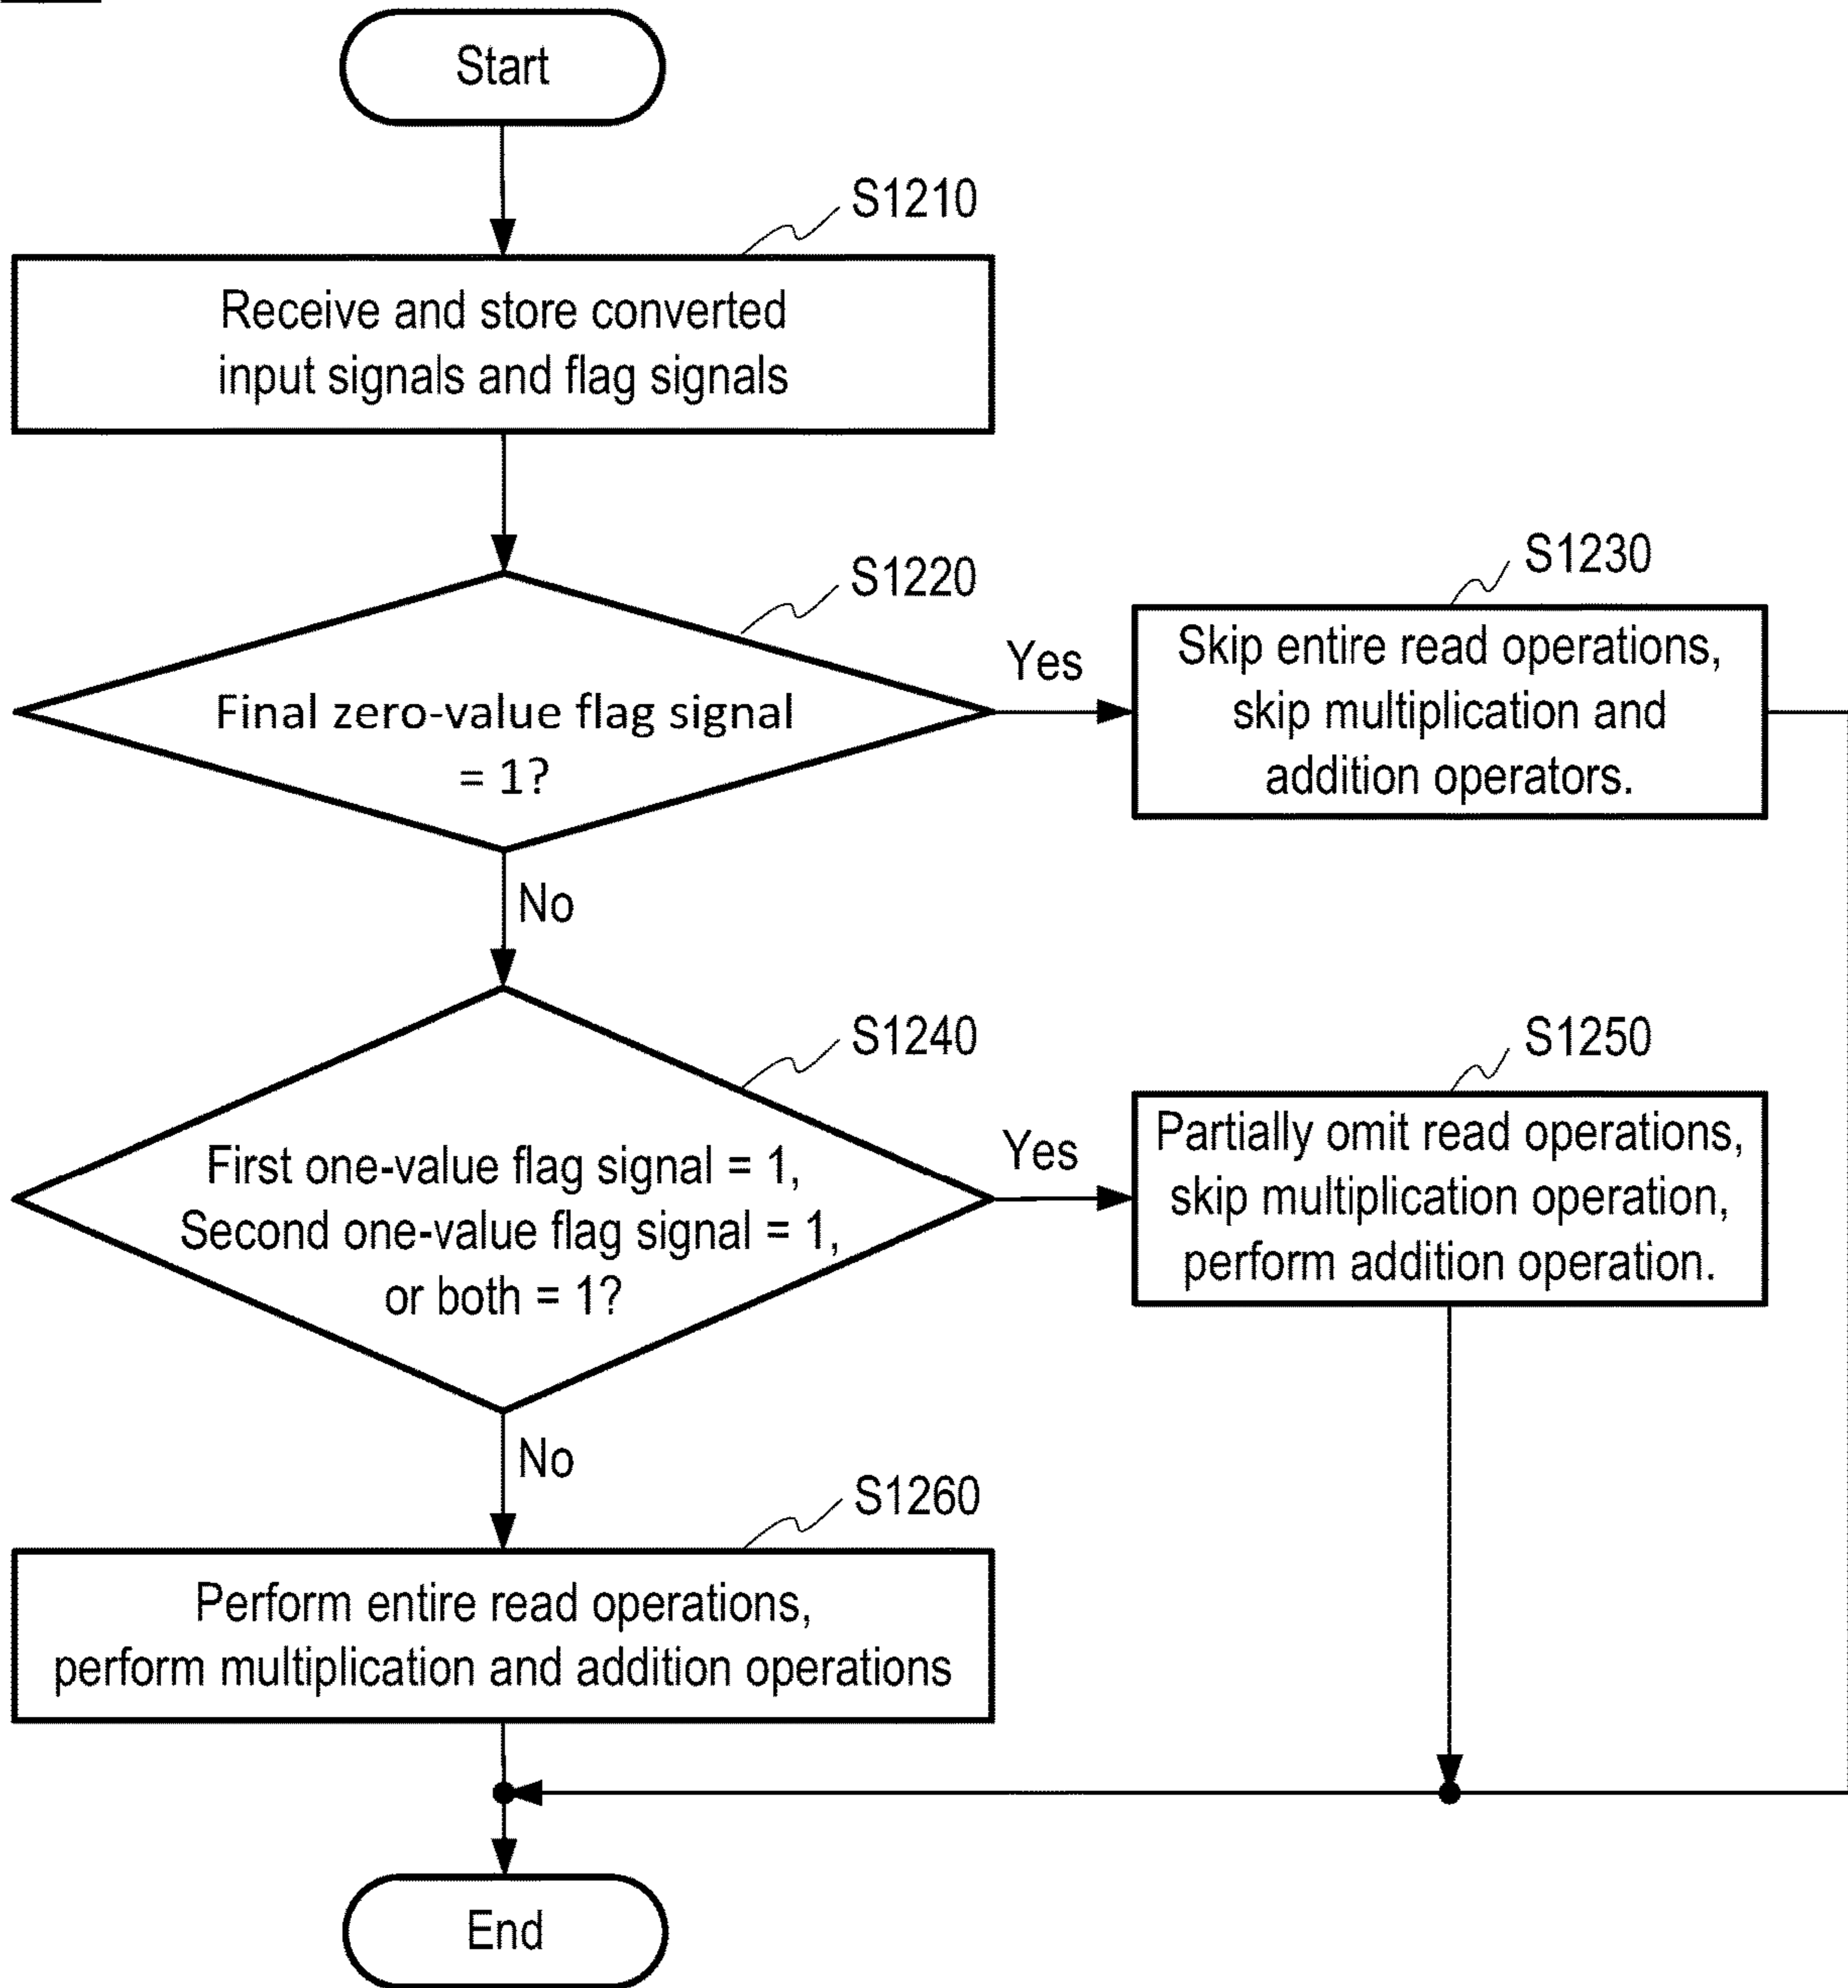 Start
S1210
Receive and store converted
input signals and flag signals
S1220
Final zero-value flag signal
= 1?
Yes
S1230
Skip entire read operations,
skip multiplication and
addition operators.
No
S1240
First one-value flag signal = 1,
Second one-value flag signal = 1,
or both = 1?
Yes
S1250
Partially omit read operations,
skip multiplication operation,
perform addition operation.
No
S1260
Perform entire read operations,
perform multiplication and addition operations
End